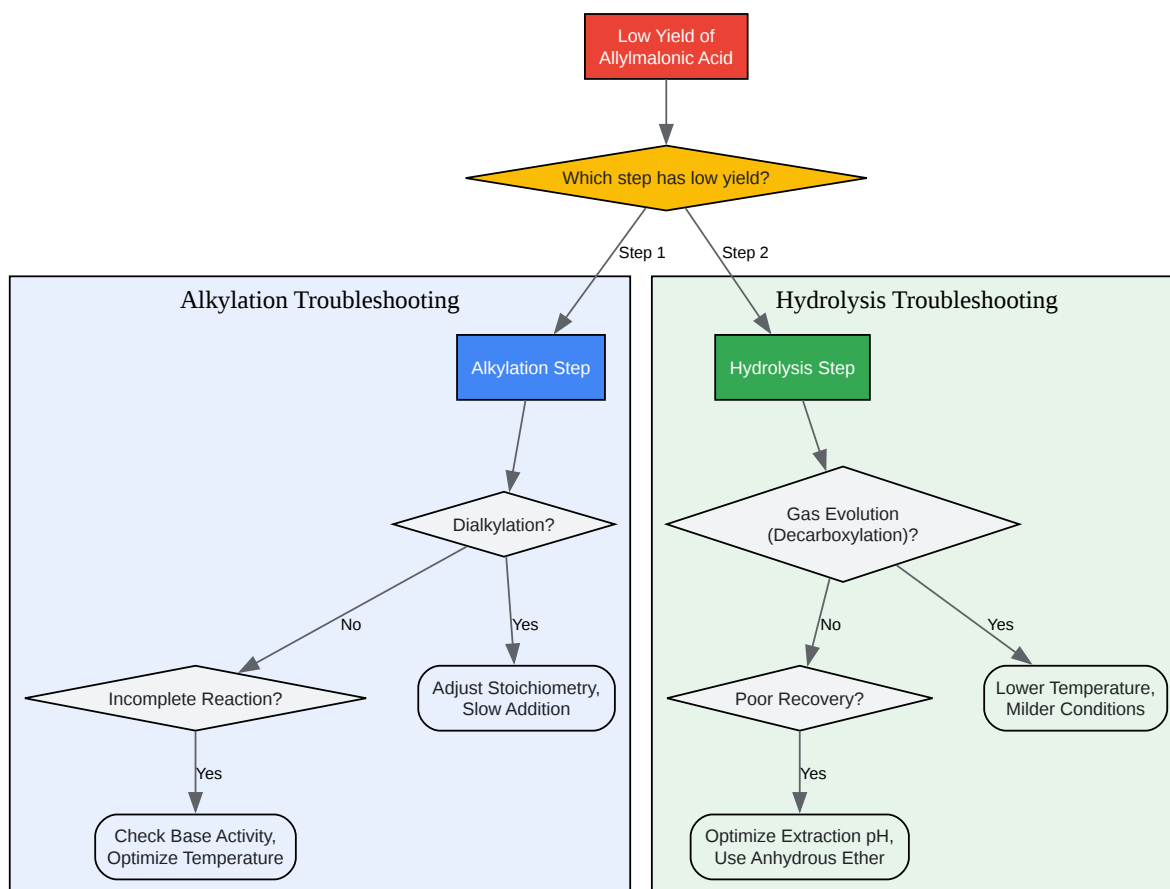 Low Yield of
Allylmalonic Acid
Which step has low yield?
Step 1
Step 2
Alkylation Troubleshooting
Hydrolysis Troubleshooting
Alkylation Step
Hydrolysis Step
Dialkylation?
Gas Evolution
(Decarboxylation)?
No
Yes
No
Yes
Incomplete Reaction?
Adjust Stoichiometry,
Slow Addition
Poor Recovery?
Lower Temperature,
Milder Conditions
Yes
Yes
Check Base Activity,
Optimize Temperature
Optimize Extraction pH,
Use Anhydrous Ether